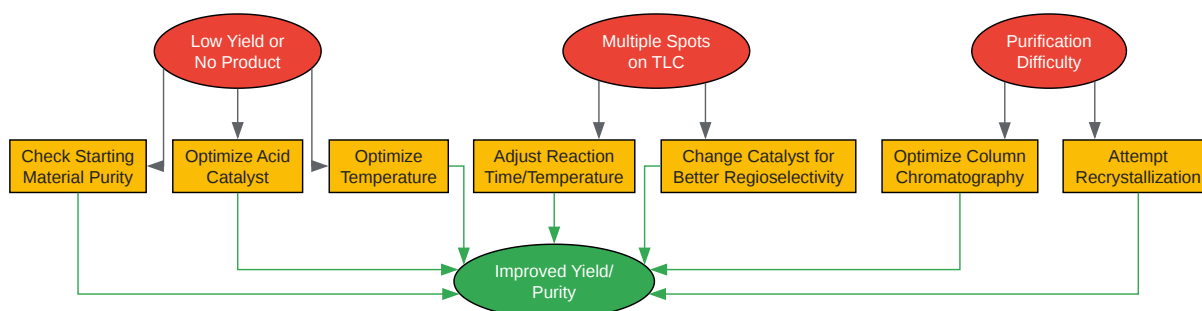 Low Yield or
No Product
Multiple Spots
on TLC
Purification
Difficulty
Check Starting
Material Purity
Optimize Acid
Catalyst
Optimize
Temperature
Adjust Reaction
Time/Temperature
Change Catalyst for
Better Regioselectivity
Optimize Column
Chromatography
Attempt
Recrystallization
Improved Yield/
Purity